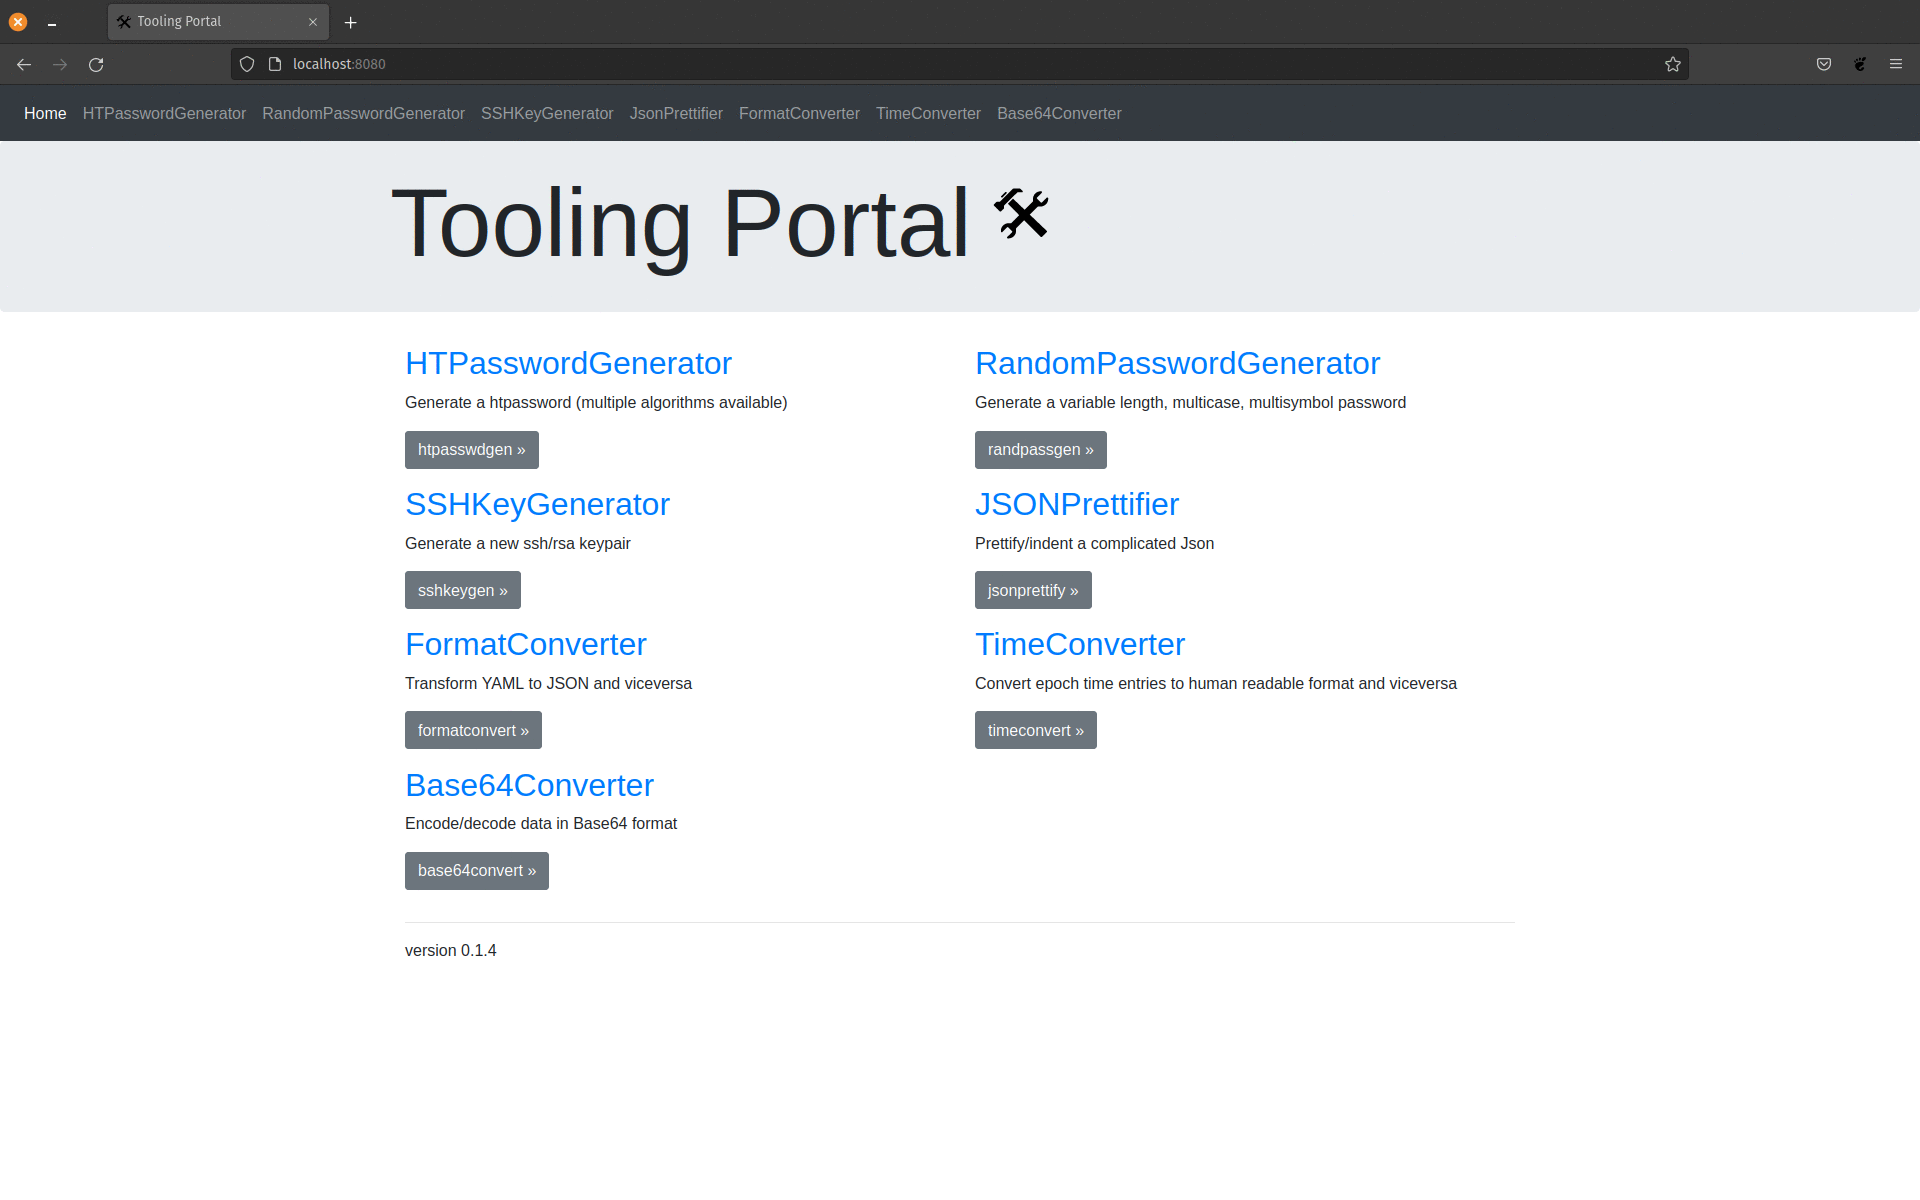 Tooling Portal
localhost:8080
Home HTPasswordGenerator RandomPasswordGenerator SSHKeyGenerator JsonPrettifier FormatConverter TimeConverter Base64Converter
Tooling Portal
HTPasswordGenerator
Generate a htpassword (multiple algorithms available)
htpasswdgen »
RandomPasswordGenerator
Generate a variable length, multicase, multisymbol password
randpassgen »
SSHKeyGenerator
Generate a new ssh/rsa keypair
sshkeygen »
JSONPrettifier
Prettify/indent a complicated Json
jsonprettify »
FormatConverter
Transform YAML to JSON and viceversa
formatconvert »
TimeConverter
Convert epoch time entries to human readable format and viceversa
timeconvert »
Base64Converter
Encode/decode data in Base64 format
base64convert »
version 0.1.4